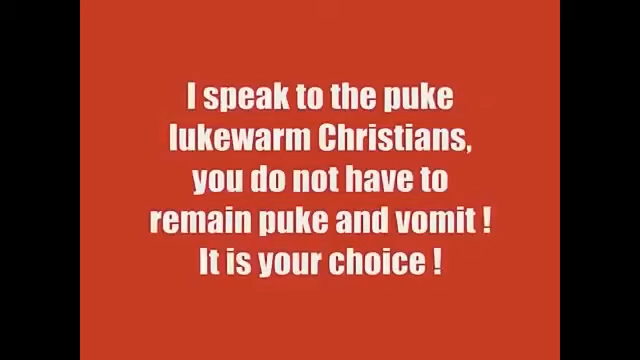 I speak to the puke
lukewarm Christians,
you do not have to
remain puke and vomit !
It is your choice !